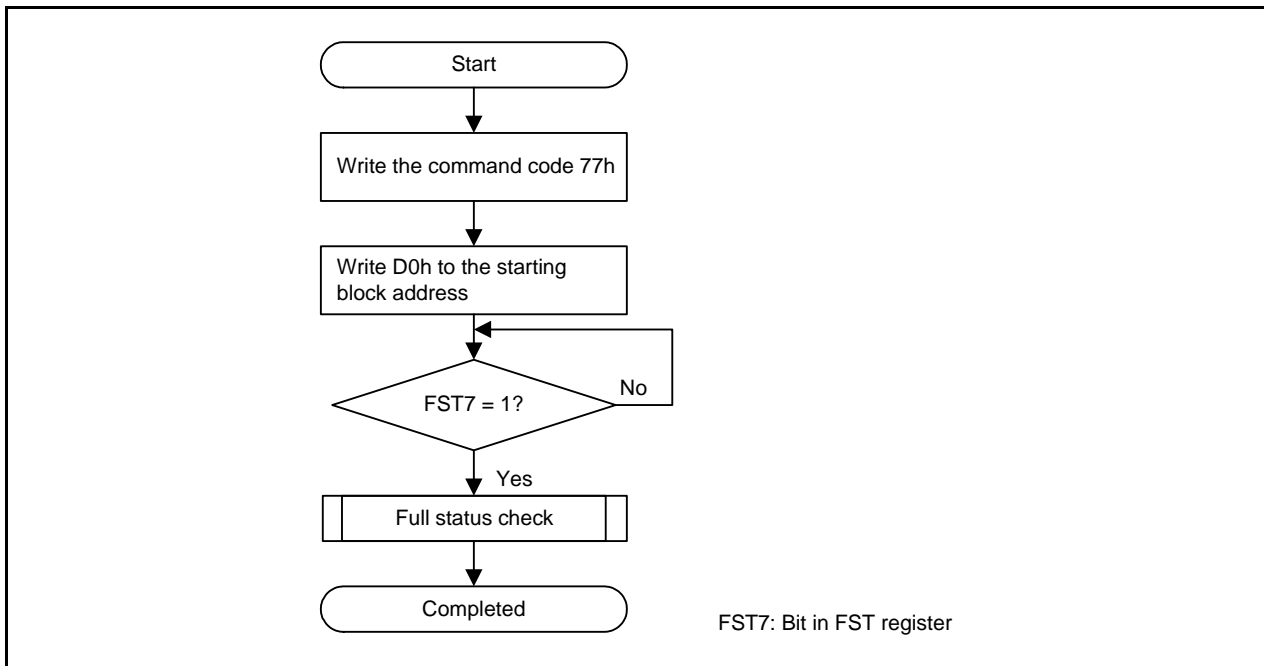 Start
Write the command code 77h
Write D0h to the starting
block address
FST7 = 1?
No
Yes
Full status check
Completed
FST7: Bit in FST register